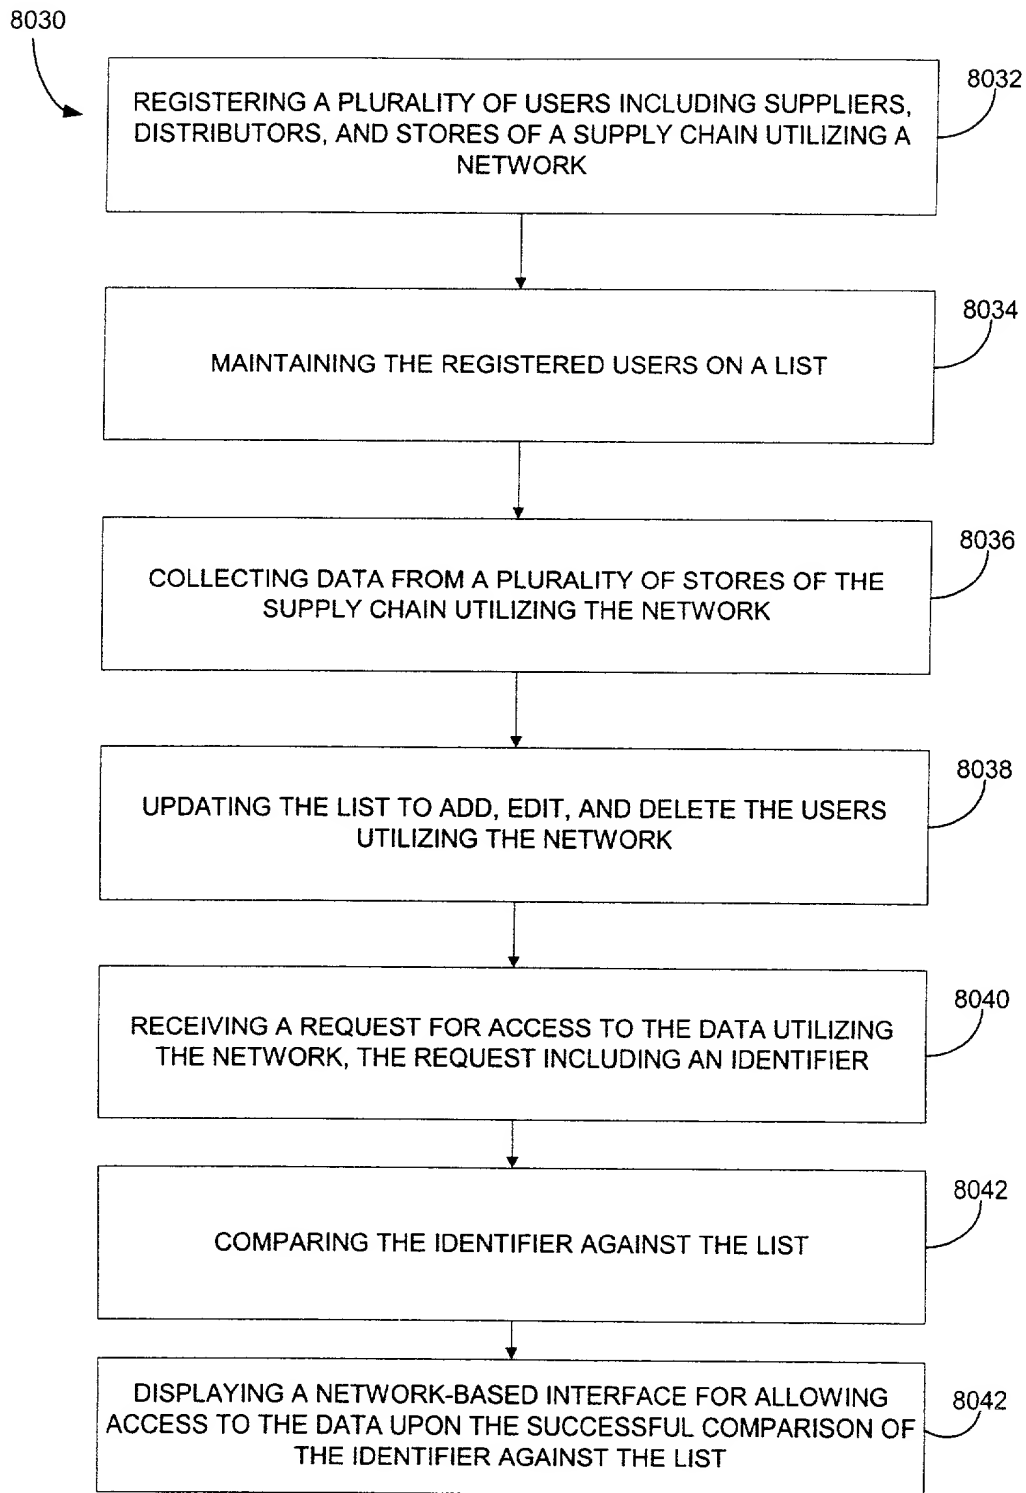 8030
8032
REGISTERING A PLURALITY OF USERS INCLUDING SUPPLIERS,
DISTRIBUTORS, AND STORES OF A SUPPLY CHAIN UTILIZING A
NETWORK
8034
MAINTAINING THE REGISTERED USERS ON A LIST
8036
COLLECTING DATA FROM A PLURALITY OF STORES OF THE
SUPPLY CHAIN UTILIZING THE NETWORK
8038
UPDATING THE LIST TO ADD, EDIT, AND DELETE THE USERS
UTILIZING THE NETWORK
8040
RECEIVING A REQUEST FOR ACCESS TO THE DATA UTILIZING
THE NETWORK, THE REQUEST INCLUDING AN IDENTIFIER
8042
COMPARING THE IDENTIFIER AGAINST THE LIST
8042
DISPLAYING A NETWORK-BASED INTERFACE FOR ALLOWING
ACCESS TO THE DATA UPON THE SUCCESSFUL COMPARISON OF
THE IDENTIFIER AGAINST THE LIST